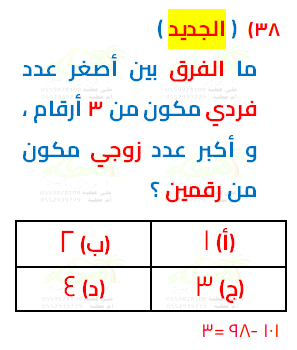 (٣٨ ( الجديد )
ما الفرق بين أصغر عدد
فردي مكون من ٣ أرقام ،
و أكبر عدد زوجي مكون
من رقمين ؟
(أ) ١ (ب) ٢
(ج) ٣ (د) ٤
١٠١ -٩٨ =٣